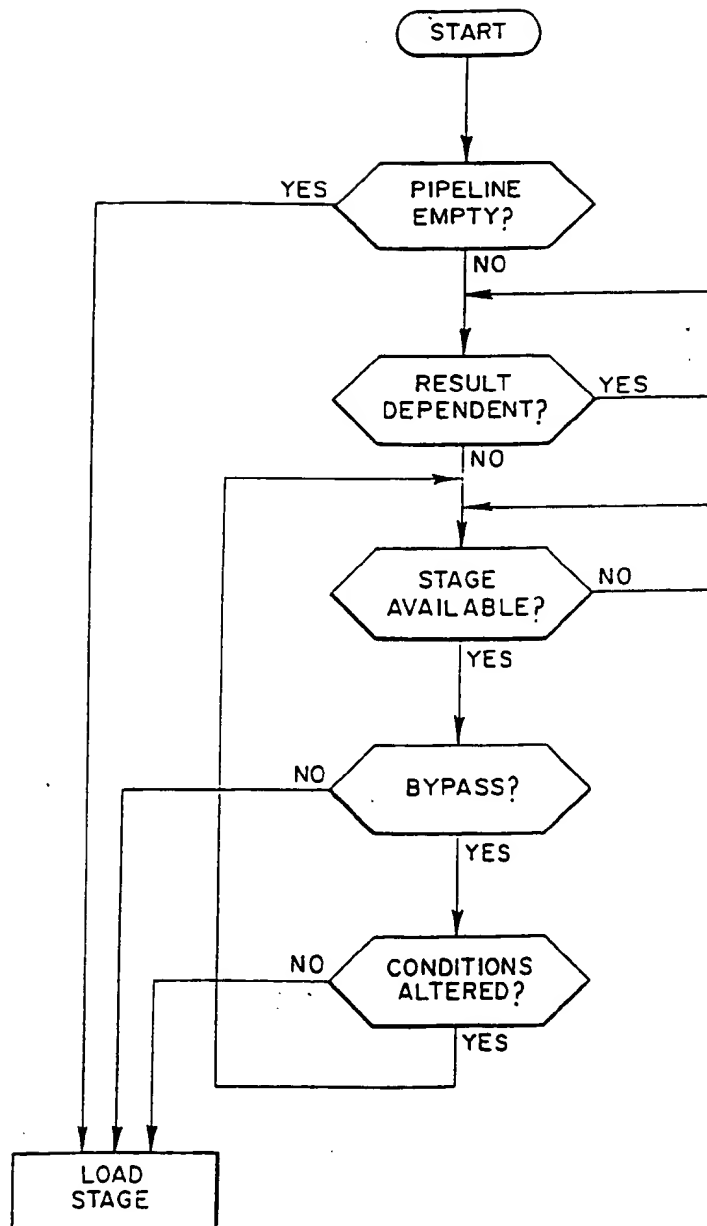 START
YES
PIPELINE
EMPTY?
NO
RESULT
DEPENDENT?
YES
NO
STAGE
AVAILABLE?
NO
YES
NO
BYPASS?
YES
NO
CONDITIONS
ALTERED?
YES
LOAD
STAGE